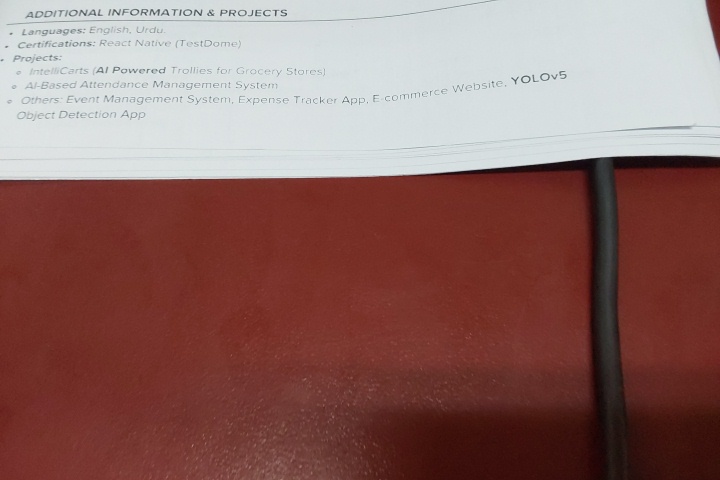 ADDITIONAL INFORMATION & PROJECTS
• Languages: English, Urdu.
• Certifications: React Native (TestDome)
• Projects:
o IntelliCarts (AI Powered Trollies for Grocery Stores)
o AI-Based Attendance Management System
o Others: Event Management System, Expense Tracker App, E-commerce Website, YOLOv5
Object Detection App